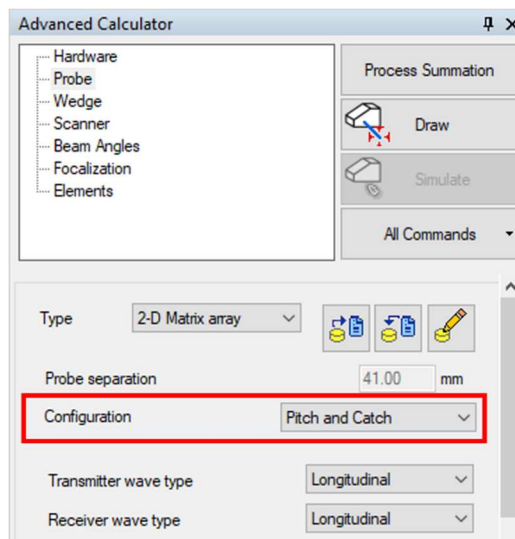 Advanced Calculator
Hardware
Probe
Wedge
Scanner
Beam Angles
Focalization
Elements
Process Summation
Draw
Simulate
All Commands
Type 2-D Matrix array
Probe separation 41.00 mm
Configuration Pitch and Catch
Transmitter wave type Longitudinal
Receiver wave type Longitudinal